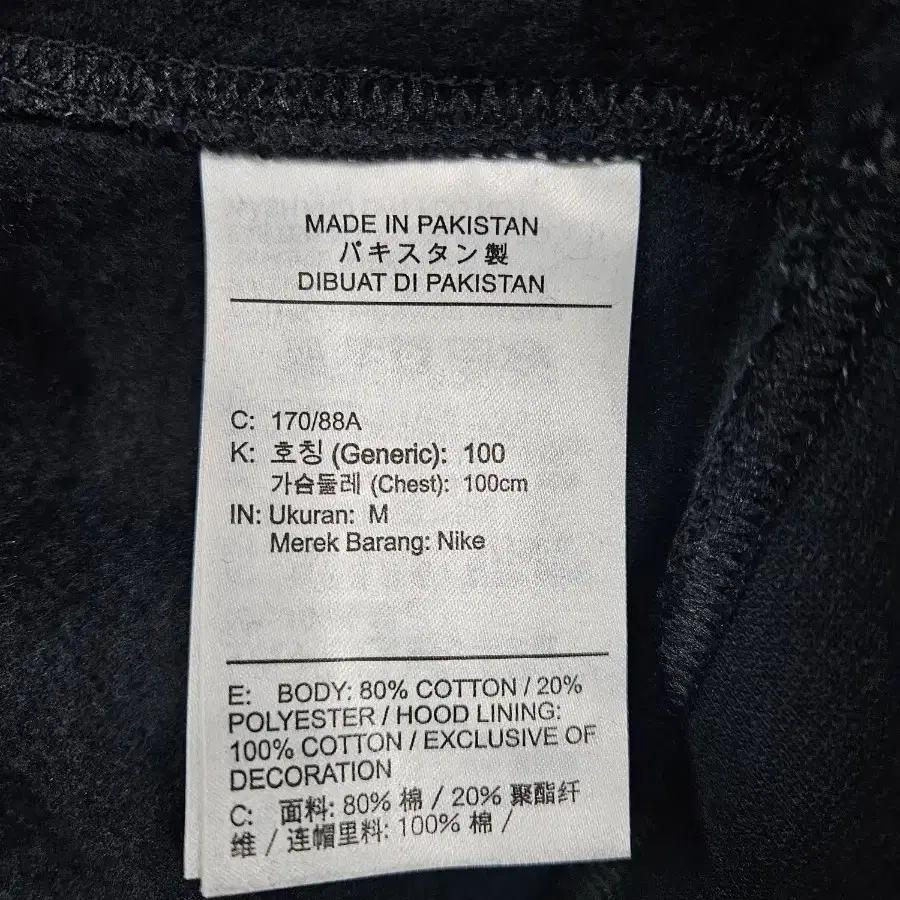 MADE IN PAKISTAN
パキスタン製
DIBUAT DI PAKISTAN
C: 170/88A
K: 호칭 (Generic): 100
가슴둘레 (Chest): 100cm
IN: Ukuran: M
Merek Barang: Nike
E: BODY: 80% COTTON / 20%
POLYESTER / HOOD LINING:
100% COTTON / EXCLUSIVE OF
DECORATION
C: 面料: 80% 棉 / 20% 聚酯纤
维 / 连帽里料: 100% 棉 /